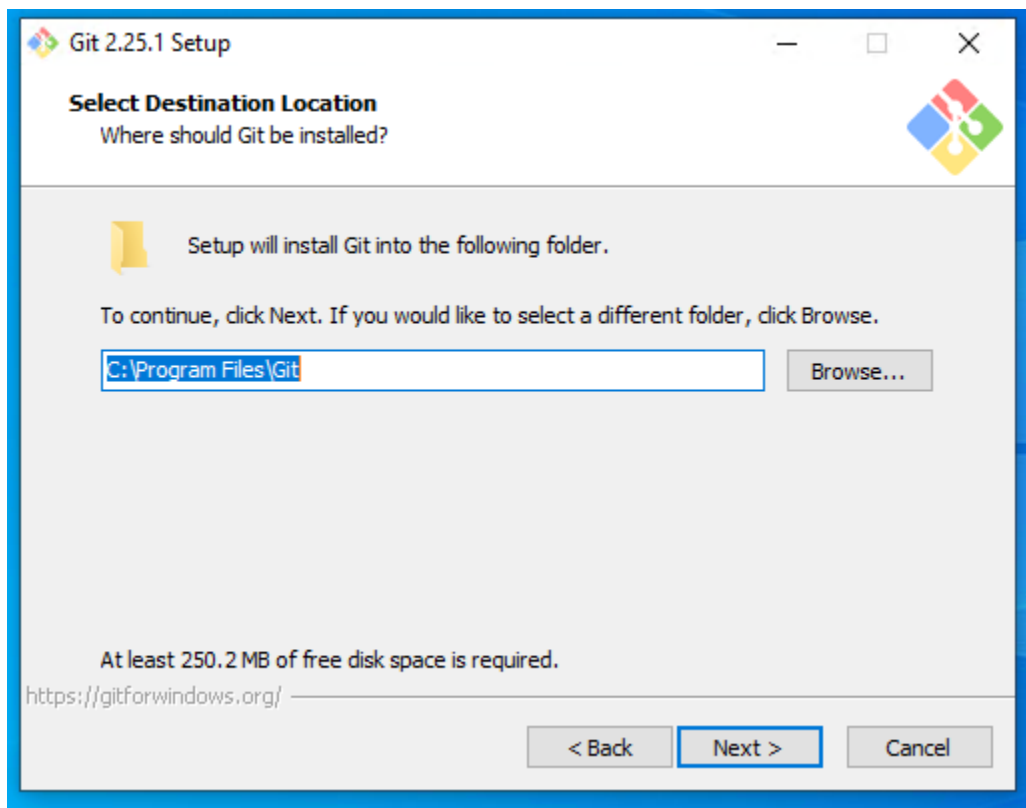 Git 2.25.1 Setup
Select Destination Location
Where should Git be installed?
Setup will install Git into the following folder.
To continue, click Next. If you would like to select a different folder, click Browse.
C:\Program Files\Git
Browse...
At least 250.2 MB of free disk space is required.
https://gitforwindows.org/
< Back
Next >
Cancel